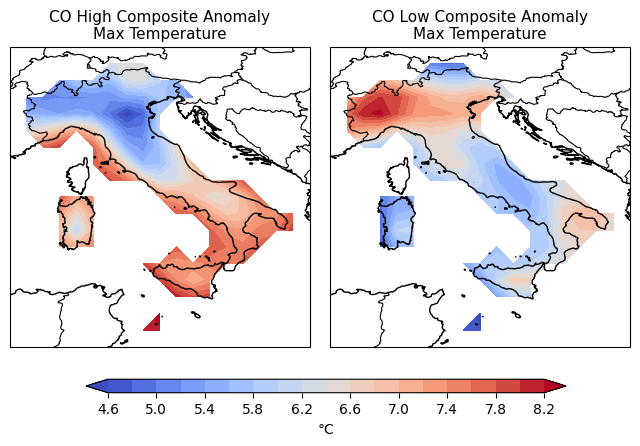 CO High Composite Anomaly
Max Temperature
CO Low Composite Anomaly
Max Temperature
4.6 5.0 5.4 5.8 6.2 6.6 7.0 7.4 7.8 8.2
°C